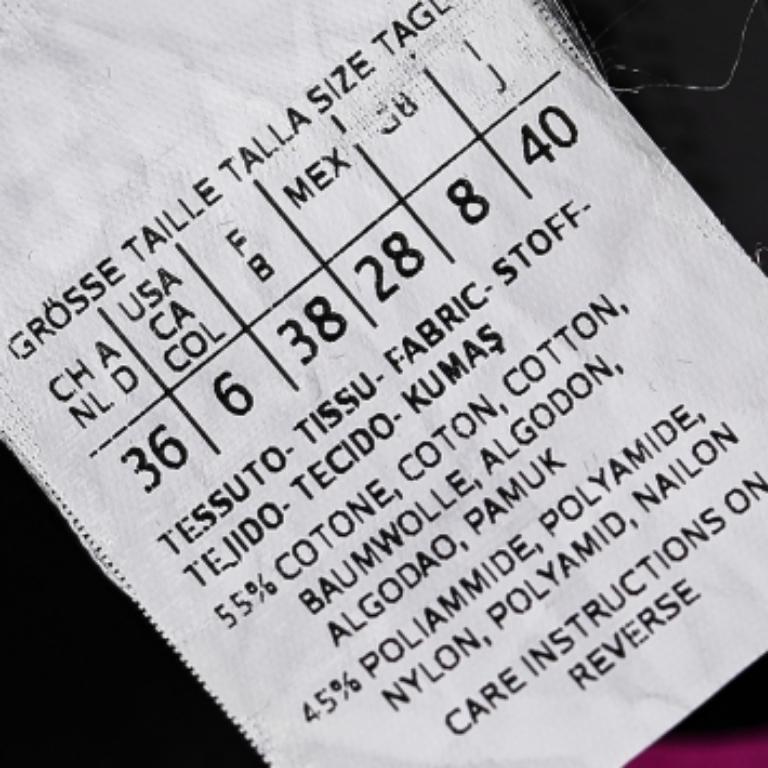 GRÖSSE TAILLE TALLA SIZE TAGL
CH A USA F MEX GB I
NL D CA B J
COL
36 6 38 28 8 40
TESSUTO- TISSU- FABRIC- STOFF-
TEJIDO- TECIDO- KUMAŞ
55% COTONE, COTON, COTTON,
BAUMWOLLE, ALGODON,
ALGODAO, PAMUK
45% POLIAMMIDE, POLYAMIDE,
NYLON, POLYAMID, NAILON
CARE INSTRUCTIONS ON
REVERSE